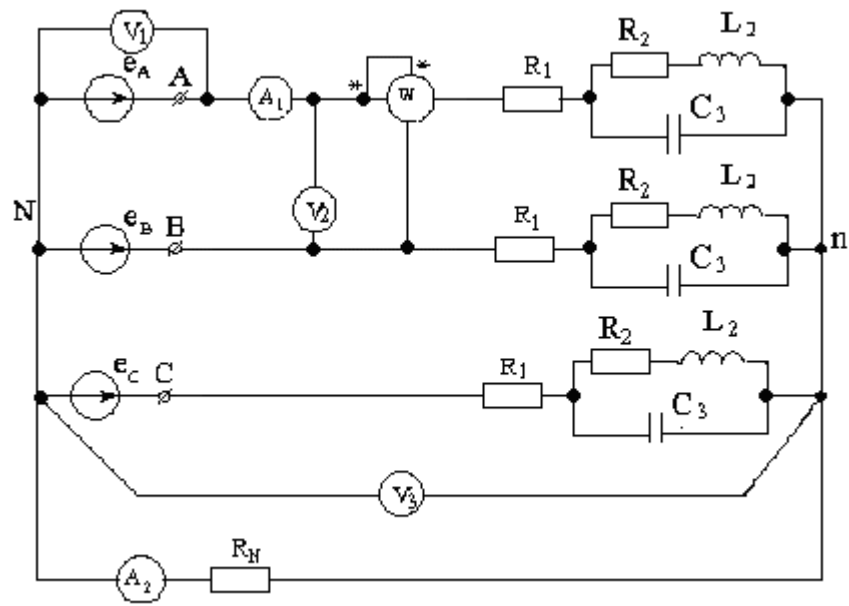 V1
eA A A1 * * W R1 R2 L2 C3
N eB B V2 R1 R2 L2 C3 n
eC C R1 R2 L2 C3
V3
A2 RN